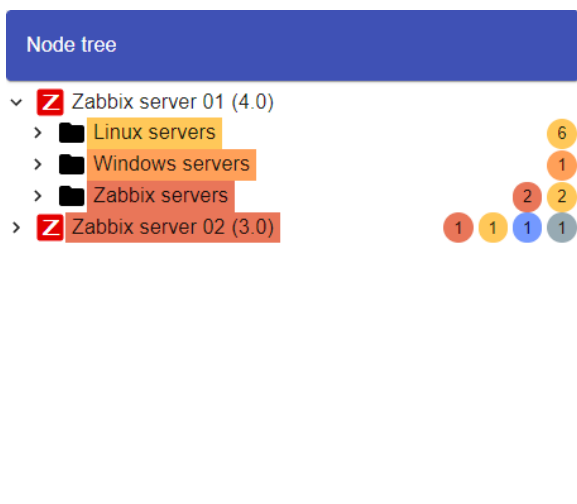 Node tree
Z Zabbix server 01 (4.0)
Linux servers 6
Windows servers 1
Zabbix servers 2 2
Z Zabbix server 02 (3.0) 1 1 1 1